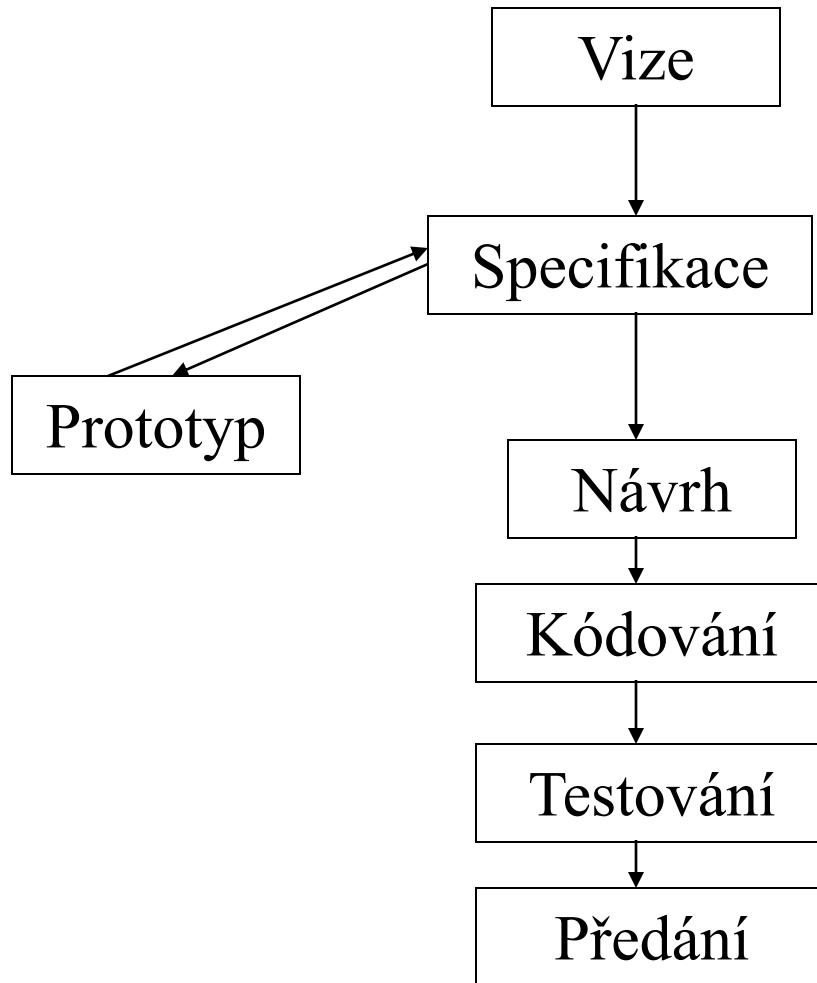 Vize
Specifikace
Prototyp
Návrh
Kódování
Testování
Předání